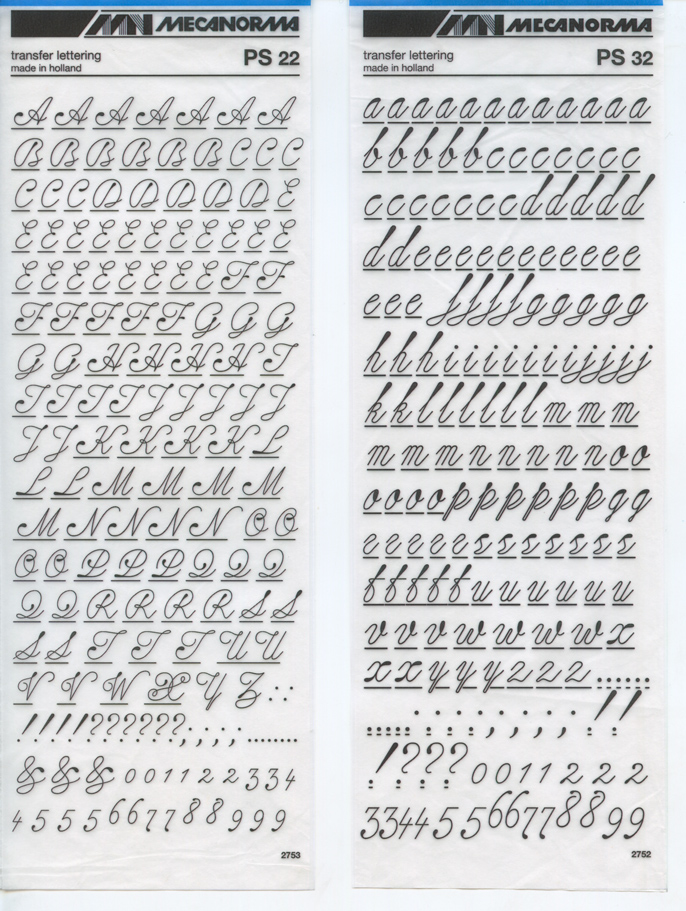 MECANORMA
transfer lettering
made in holland
PS 22
A A A A A A A
B B B B B B C C C
C C C D D D D D E
E E E E E E E E E E E
E E E E E E E E F F
F F F F F G G G
G G H H H H I
I I I I J J J J J
J J K K K K L
L L M M M M
M N N N N O O
O O P P P Q Q Q
Q Q R R R R S S
S S T T T U U
V V W X Y Z : :
! ! ! ! ? ? ? ? ? ? ; ; ; ; ........
& & & 0 0 1 1 2 2 3 3 4
4 5 5 5 6 6 7 7 8 8 9 9 9
2753
MECANORMA
transfer lettering
made in holland
PS 32
a a a a a a a a a a a a
b b b b b c c c c c c c
c c c c c c c d d d d d
d d e e e e e e e e e e e
e e e f f f f g g g g g
h h h i i i i i i j j j j
k k l l l l l l m m m
m m m m n n n n n o o
o o o o p p p p p p q q
r r r r r s s s s s s
t t t t t u u u u u u
v v v w w w w x
x x y y y z z z ......
..... : : : ; ; ; ; ! !
! ? ? ? 0 0 1 1 2 2 2
3 3 4 4 5 5 6 6 7 7 8 8 9 9
2752